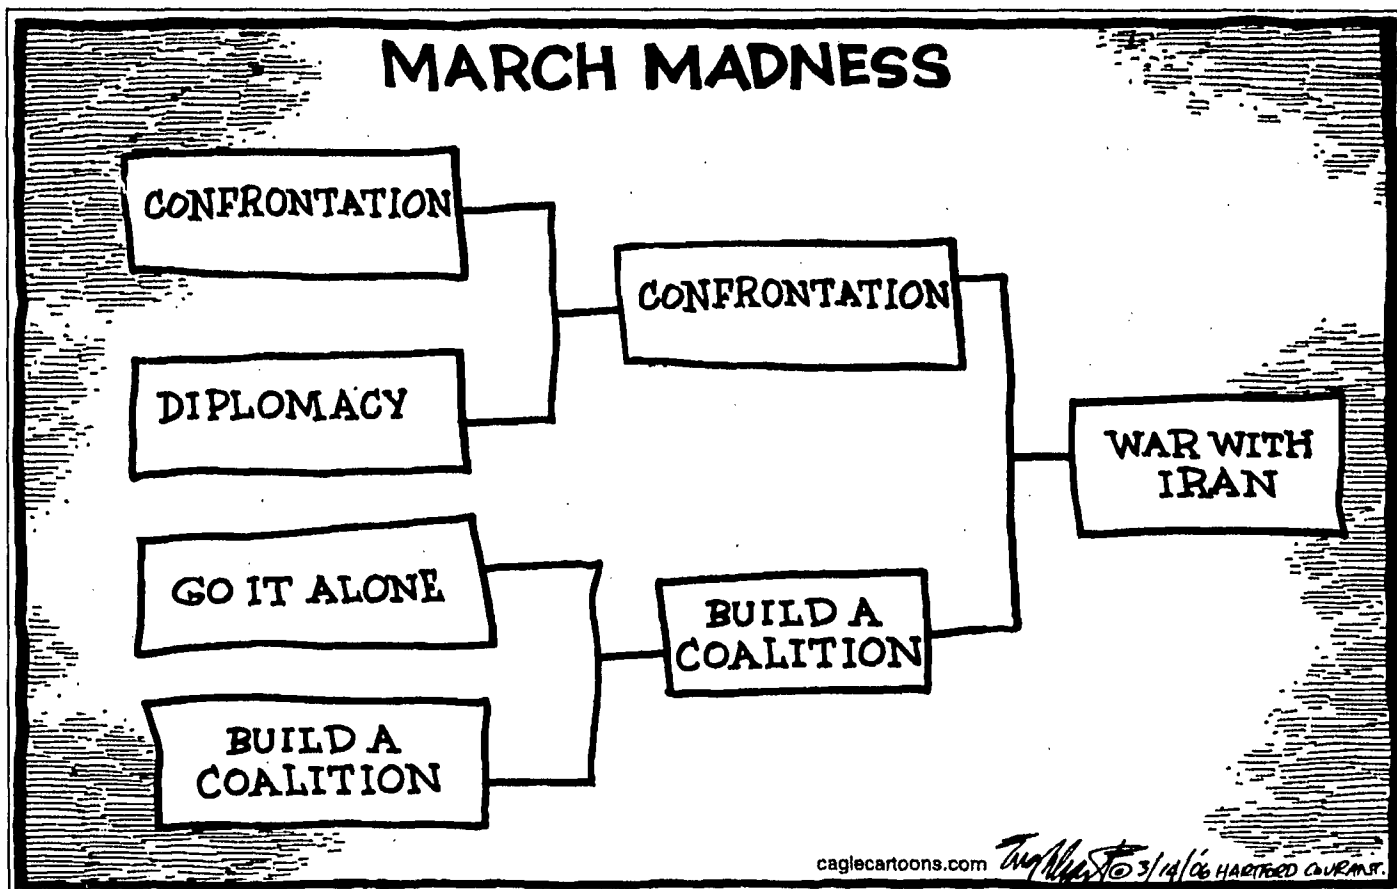 MARCH MADNESS
CONFRONTATION
DIPLOMACY
GO IT ALONE
BUILD A
COALITION
CONFRONTATION
BUILD A
COALITION
WAR WITH
IRAN
caglecartoons.com © 3/14/'06 HARTFORD COURANT.